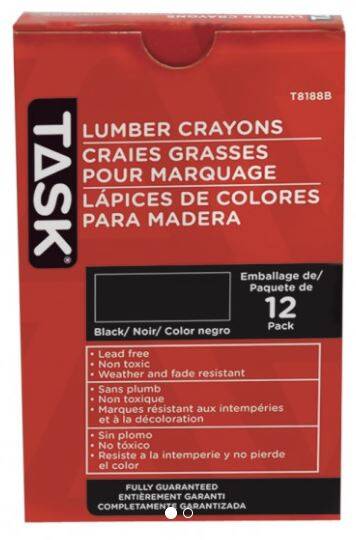 LUMBER CRAYONS
T8188B
TASK®
LUMBER CRAYONS
CRAIES GRASSES
POUR MARQUAGE
LÁPICES DE COLORES
PARA MADERA
Emballage de/
Paquete de
12
Pack
Black/ Noir/ Color negro
• Lead free
• Non toxic
• Weather and fade resistant
• Sans plumb
• Non toxique
• Marques résistant aux intempéries
et à la décoloration
• Sin plomo
• No tóxico
• Resiste a la intemperie y no pierde
el color
FULLY GUARANTEED
ENTIÈREMENT GARANTI
COMPLETAMENTE GARANTIZADA